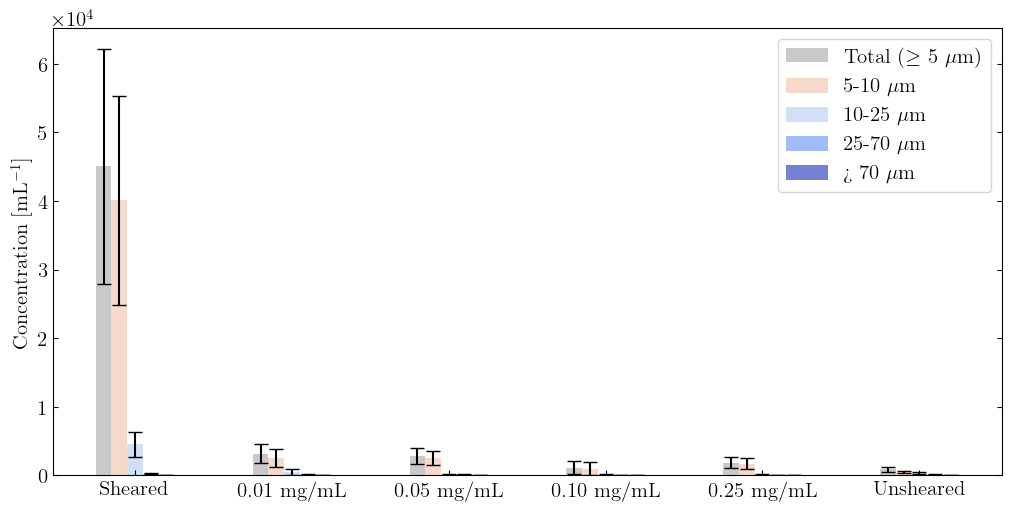 ×10⁴
6
5
4
3
2
1
0
Concentration [mL⁻¹]
Total (≥ 5 μm)
5-10 μm
10-25 μm
25-70 μm
¿ 70 μm
Sheared
0.01 mg/mL
0.05 mg/mL
0.10 mg/mL
0.25 mg/mL
Unsheared